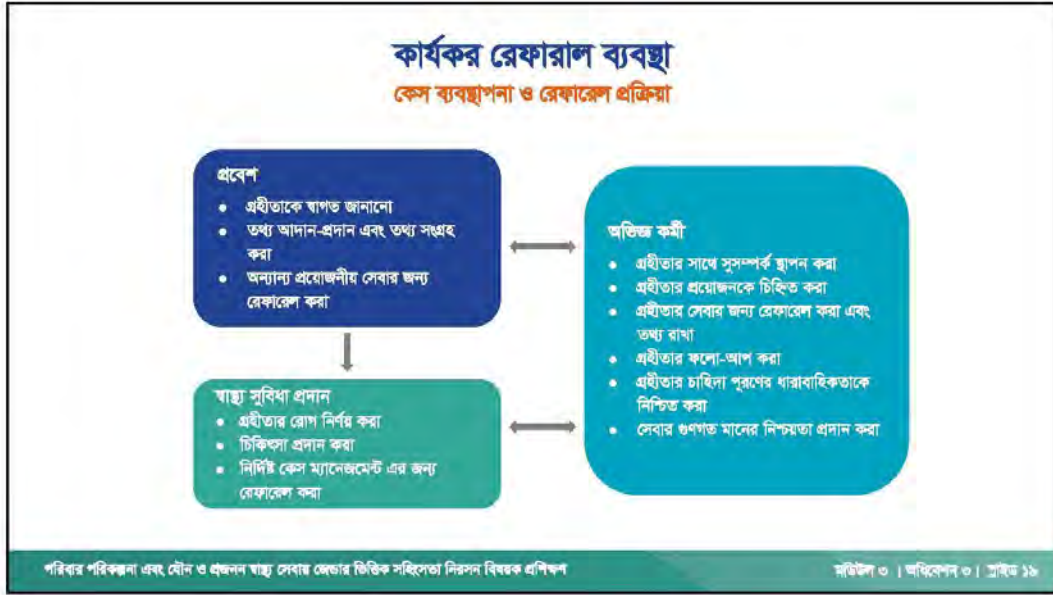 কার্যকর রেফারাল ব্যবস্থা
কেস ব্যবস্থাপনা ও রেফারেল প্রক্রিয়া
প্রবেশ
• গ্রহীতাকে স্বাগত জানানো
• তথ্য আদান-প্রদান এবং তথ্য সংগ্রহ
করা
• অন্যান্য প্রয়োজনীয় সেবার জন্য
রেফারেল করা
স্বাস্থ্য সুবিধা প্রদান
• গ্রহীতার রোগ নির্ণয় করা
• চিকিৎসা প্রদান করা
• নির্দিষ্ট কেস ম্যানেজমেন্ট এর জন্য
রেফারেল করা
অভিজ্ঞ কর্মী
• গ্রহীতার সাথে সুসম্পর্ক স্থাপন করা
• গ্রহীতার প্রয়োজনকে চিহ্নিত করা
• গ্রহীতার সেবার জন্য রেফারেল করা এবং
তথ্য রাখা
• গ্রহীতার ফলো-আপ করা
• গ্রহীতার চাহিদা পূরণের ধারাবাহিকতাকে
নিশ্চিত করা
• সেবার গুণগত মানের নিশ্চয়তা প্রদান করা
পরিবার পরিকল্পনা এবং যৌন ও প্রজনন স্বাস্থ্য সেবায় জেন্ডার ভিত্তিক সহিংসতা নিরসন বিষয়ক প্রশিক্ষণ
মডিউল ৩ | অধিবেশন ৩ | স্লাইড ১৯